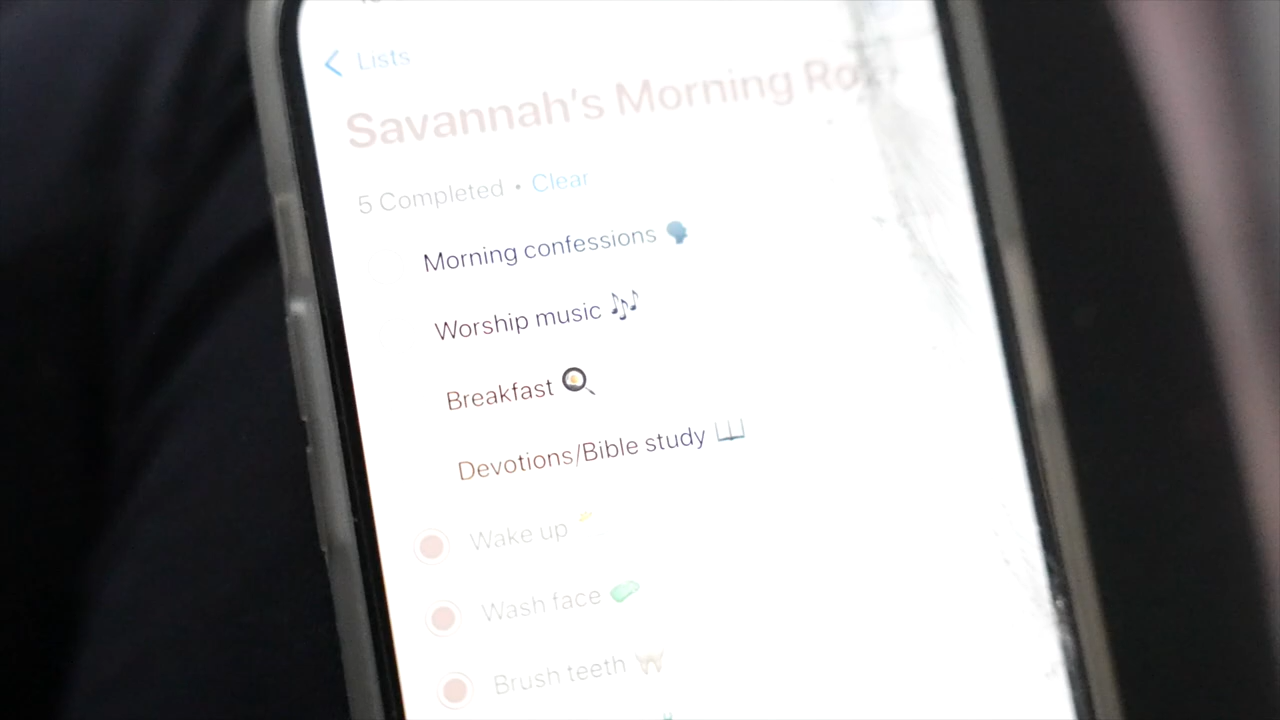 Lists
Savannah's Morning Ro...
5 Completed • Clear
Morning confessions 🗣
Worship music 🎶
Breakfast 🍳
Devotions/Bible study 📖
Wake up
Wash face 🧼
Brush teeth 🦷